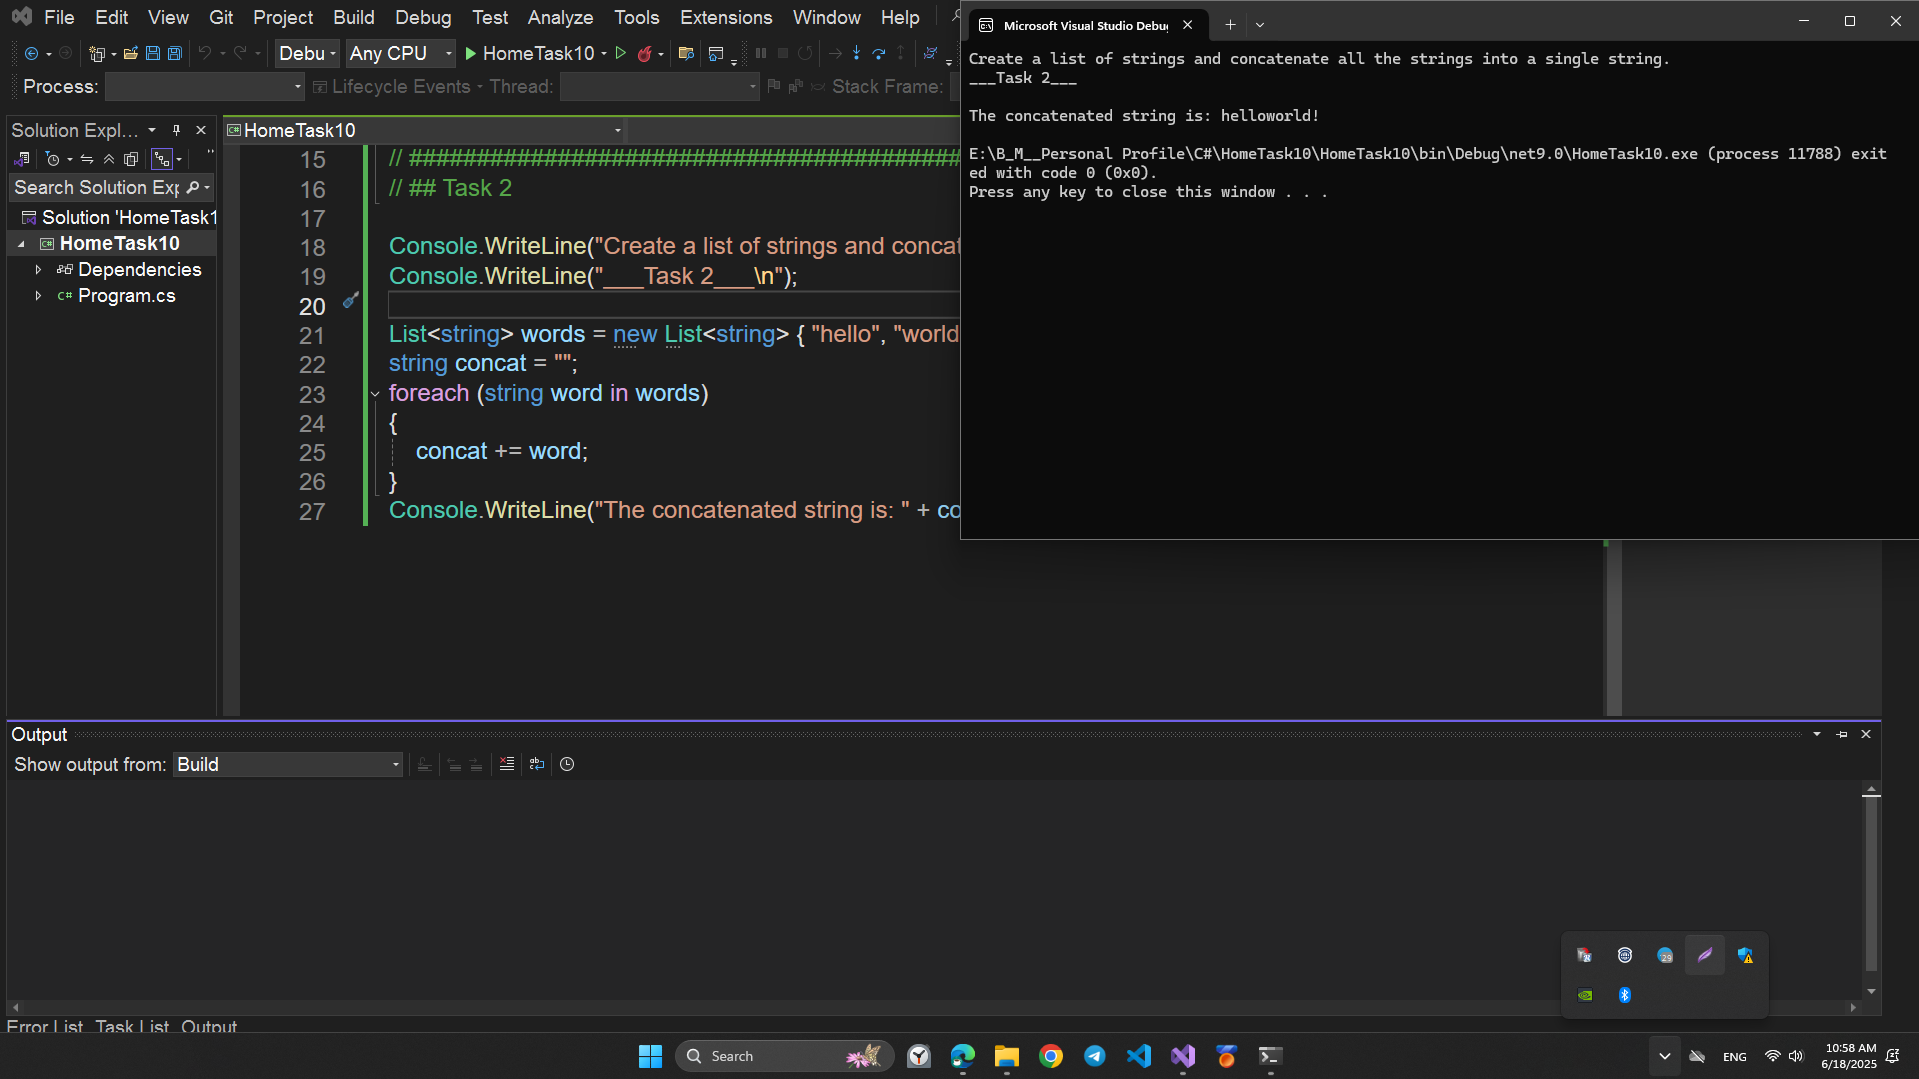 File Edit View Git Project Build Debug Test Analyze Tools Extensions Window Help
Debu Any CPU HomeTask10
Process: Lifecycle Events Thread: Stack Frame:
Solution Expl...
Search Solution Exp
Solution 'HomeTask1
HomeTask10
Dependencies
C# Program.cs
C# HomeTask10
15 // #########################################
16 // ## Task 2
17
18 Console.WriteLine("Create a list of strings and concat
19 Console.WriteLine("___Task 2___\n");
20
21 List<string> words = new List<string> { "hello", "world
22 string concat = "";
23 foreach (string word in words)
24 {
25 concat += word;
26 }
27 Console.WriteLine("The concatenated string is: " + co
Microsoft Visual Studio Debug
Create a list of strings and concatenate all the strings into a single string.
___Task 2___
The concatenated string is: helloworld!
E:\B_M__Personal Profile\C#\HomeTask10\HomeTask10\bin\Debug\net9.0\HomeTask10.exe (process 11788) exit
ed with code 0 (0x0).
Press any key to close this window . . .
Output
Show output from: Build
Error List Task List Output
29
Search
ENG
10:58 AM
6/18/2025